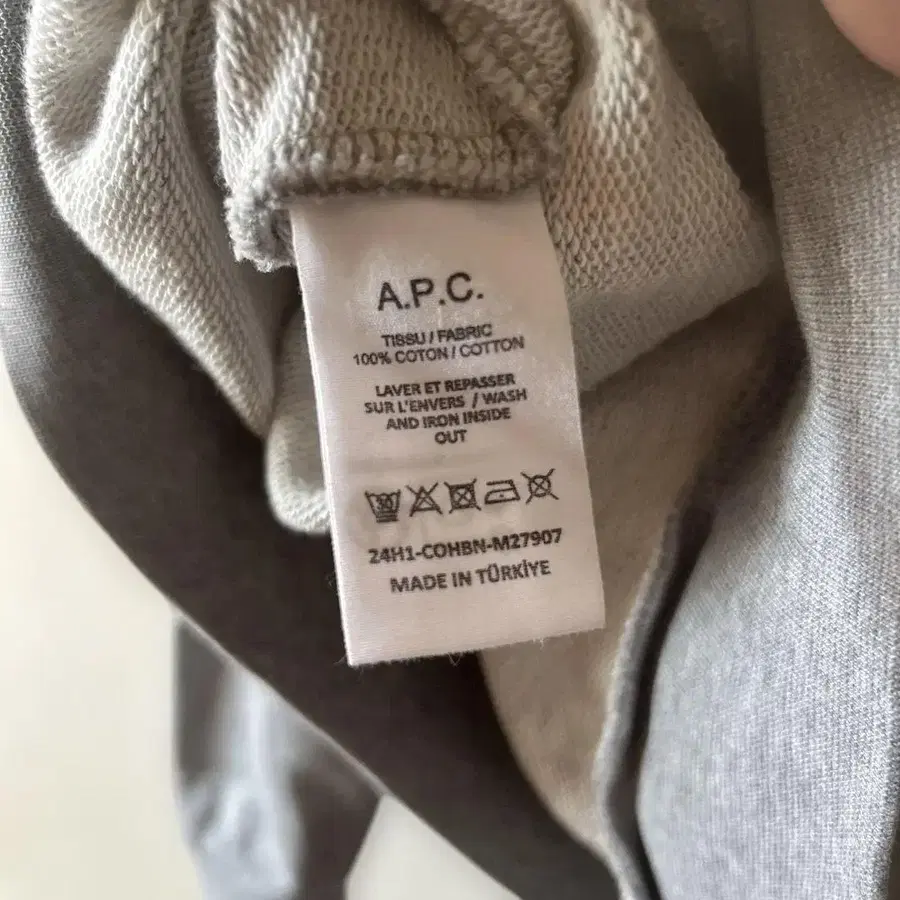 A.P.C.
TISSU / FABRIC
100% COTON / COTTON
LAVER ET REPASSER
SUR L'ENVERS / WASH
AND IRON INSIDE
OUT
30
24H1-COHBN-M27907
MADE IN TÜRKİYE